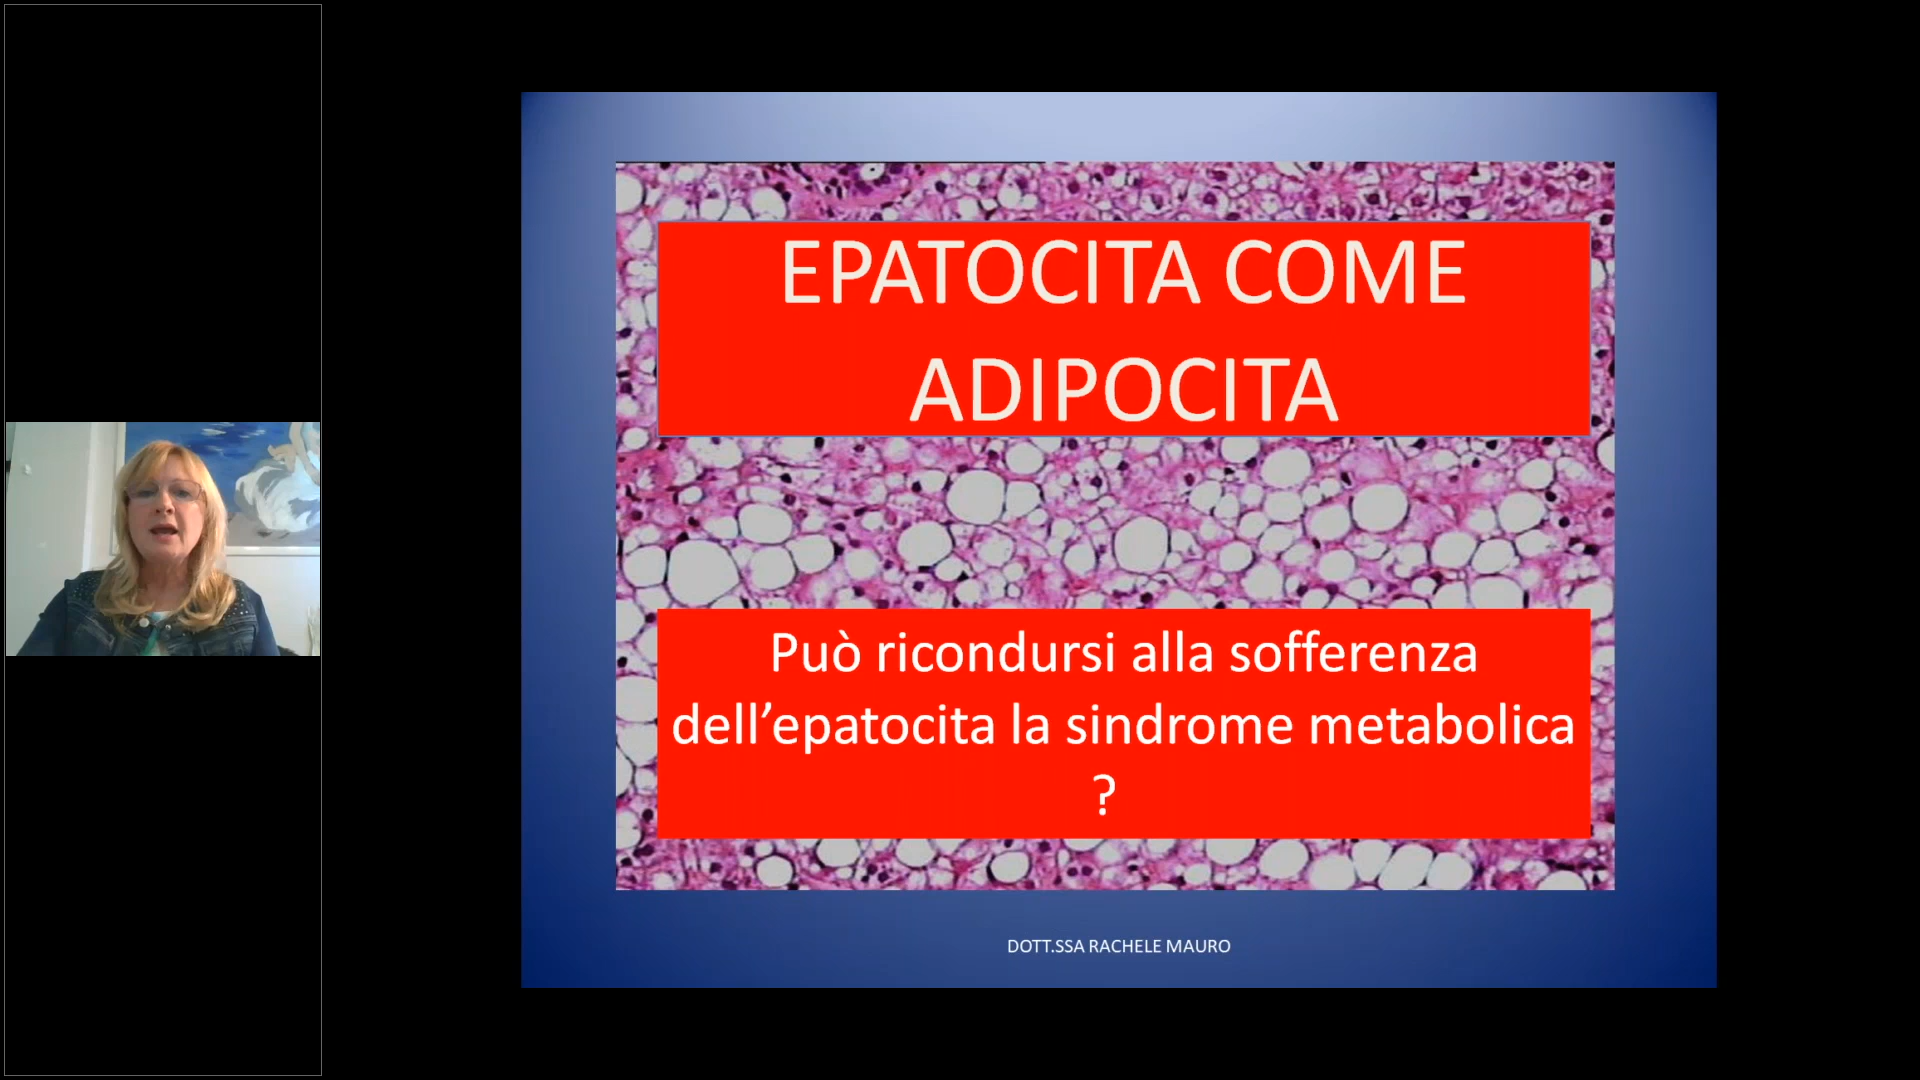 EPATOCITA COME
ADIPOCITA
Può ricondursi alla sofferenza
dell’epatocita la sindrome metabolica
?
DOTT.SSA RACHELE MAURO